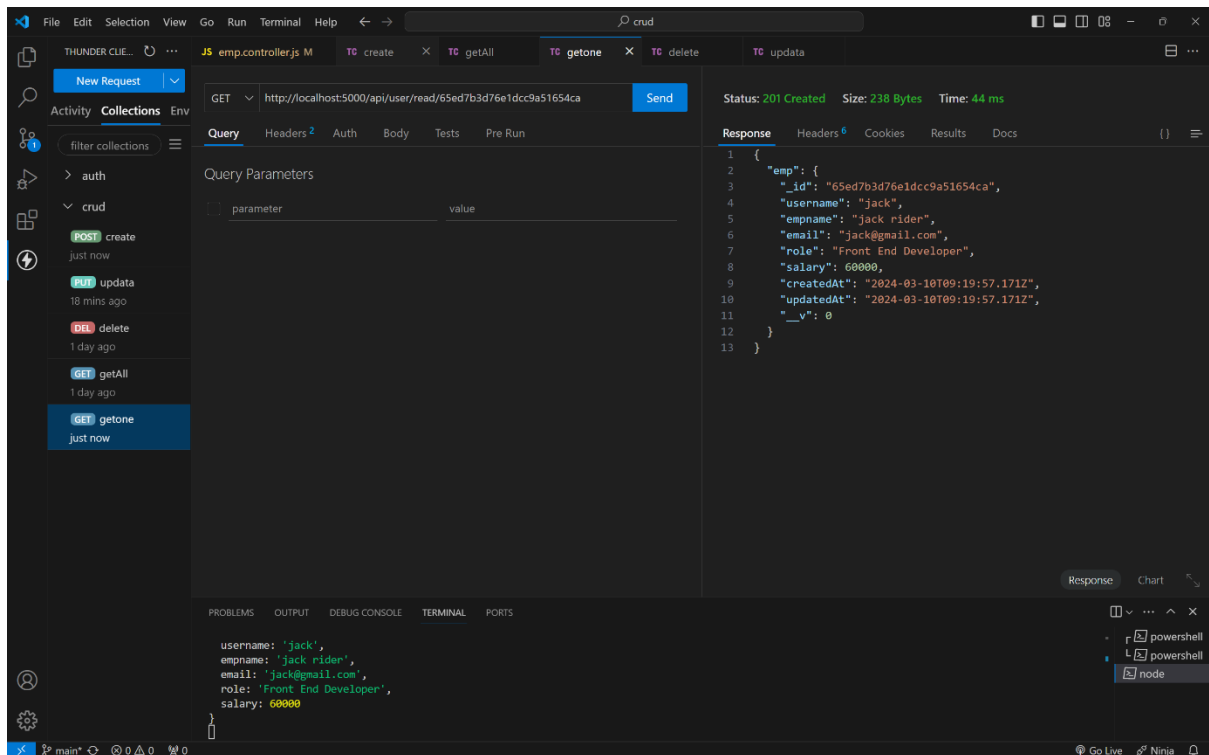 File Edit Selection View Go Run Terminal Help crud
THUNDER CLIE...
New Request
Activity Collections Env
filter collections
auth
crud
POST create
just now
PUT updata
18 mins ago
DEL delete
1 day ago
GET getAll
1 day ago
GET getone
just now
JS emp.controller.js M TC create TC getAll TC getone TC delete TC updata
GET http://localhost:5000/api/user/read/65ed7b3d76e1dcc9a51654ca Send
Query Headers 2 Auth Body Tests Pre Run
Query Parameters
parameter value
Status: 201 Created Size: 238 Bytes Time: 44 ms
Response Headers 6 Cookies Results Docs {}
1 {
2 "emp": {
3 "_id": "65ed7b3d76e1dcc9a51654ca",
4 "username": "jack",
5 "empname": "jack rider",
6 "email": "jack@gmail.com",
7 "role": "Front End Developer",
8 "salary": 60000,
9 "createdAt": "2024-03-10T09:19:57.171Z",
10 "updatedAt": "2024-03-10T09:19:57.171Z",
11 "__v": 0
12 }
13 }
Response Chart
PROBLEMS OUTPUT DEBUG CONSOLE TERMINAL PORTS
username: 'jack',
empname: 'jack rider',
email: 'jack@gmail.com',
role: 'Front End Developer',
salary: 60000
}
powershell
powershell
node
main* 0 0 0 Go Live Ninja